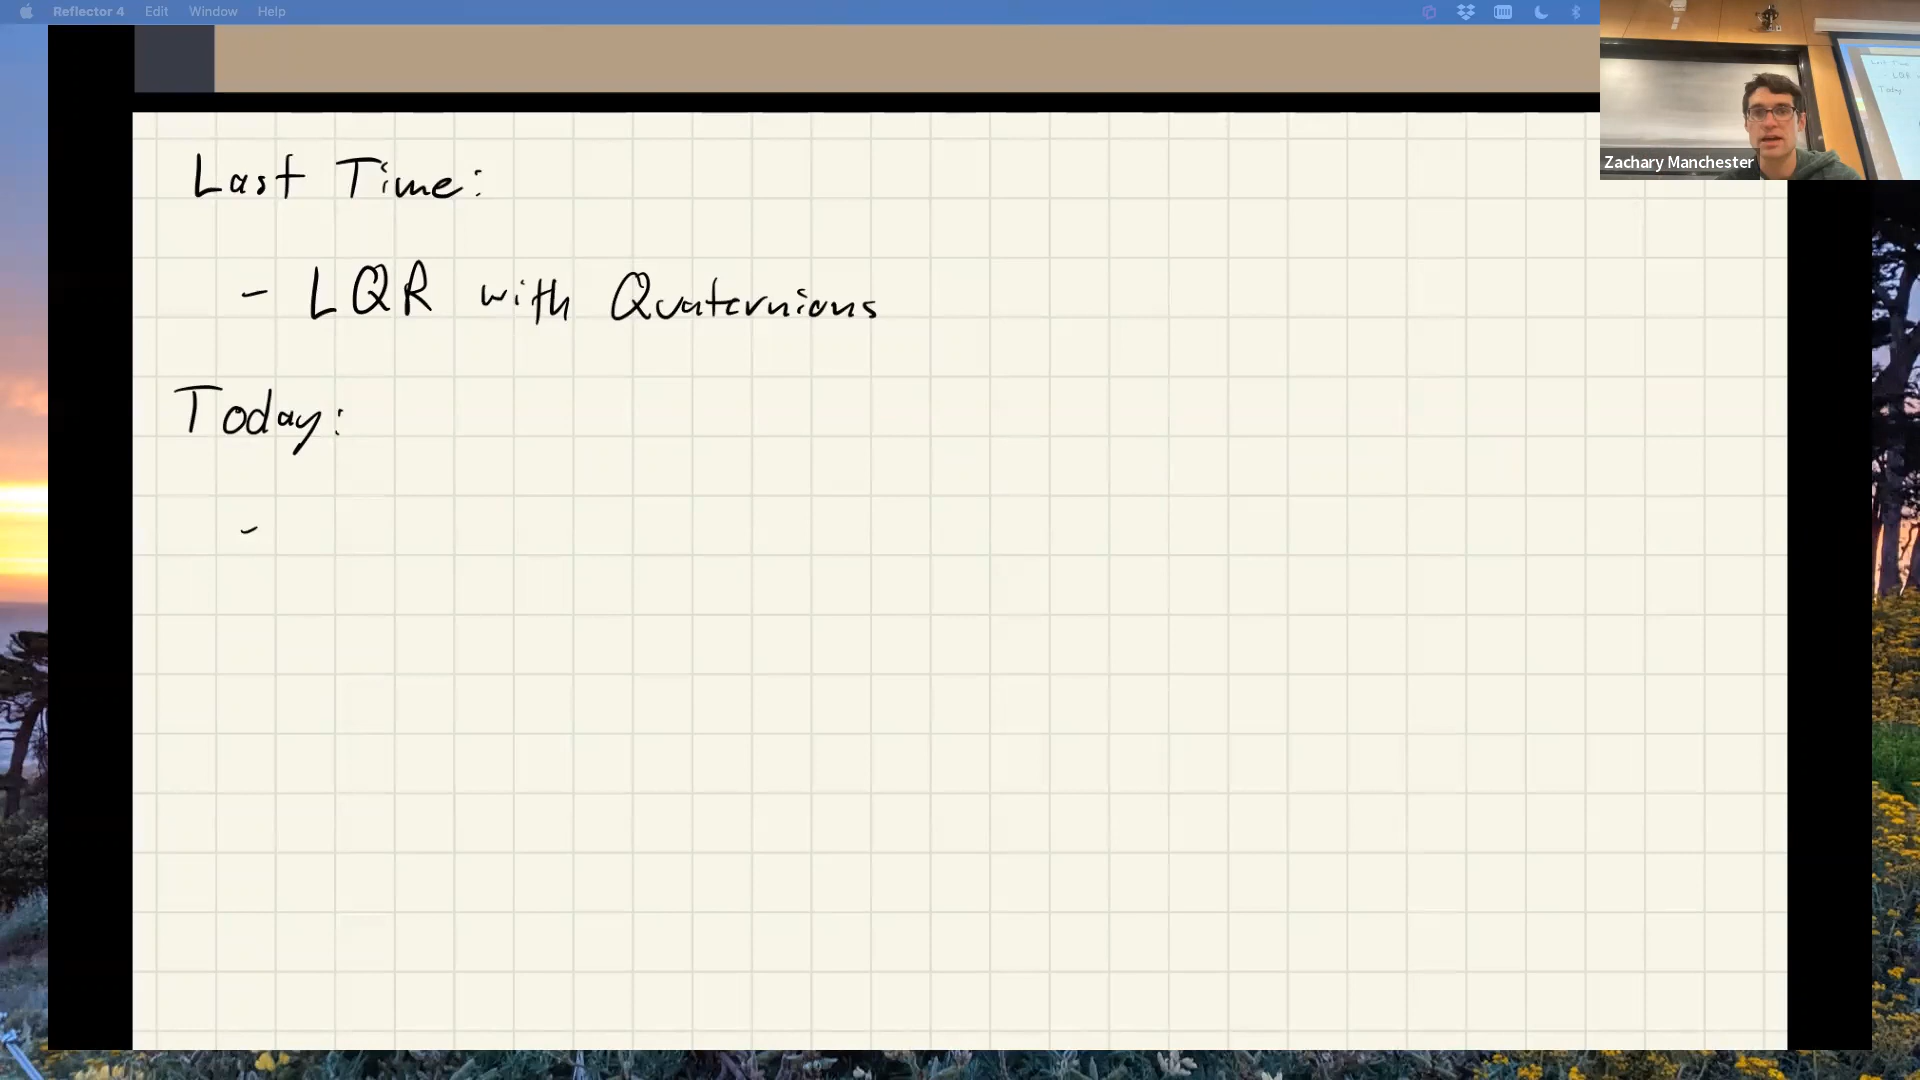 Reflector 4 Edit Window Help
Last Time:
- LQR with Quaternions
Today:
-
Zachary Manchester